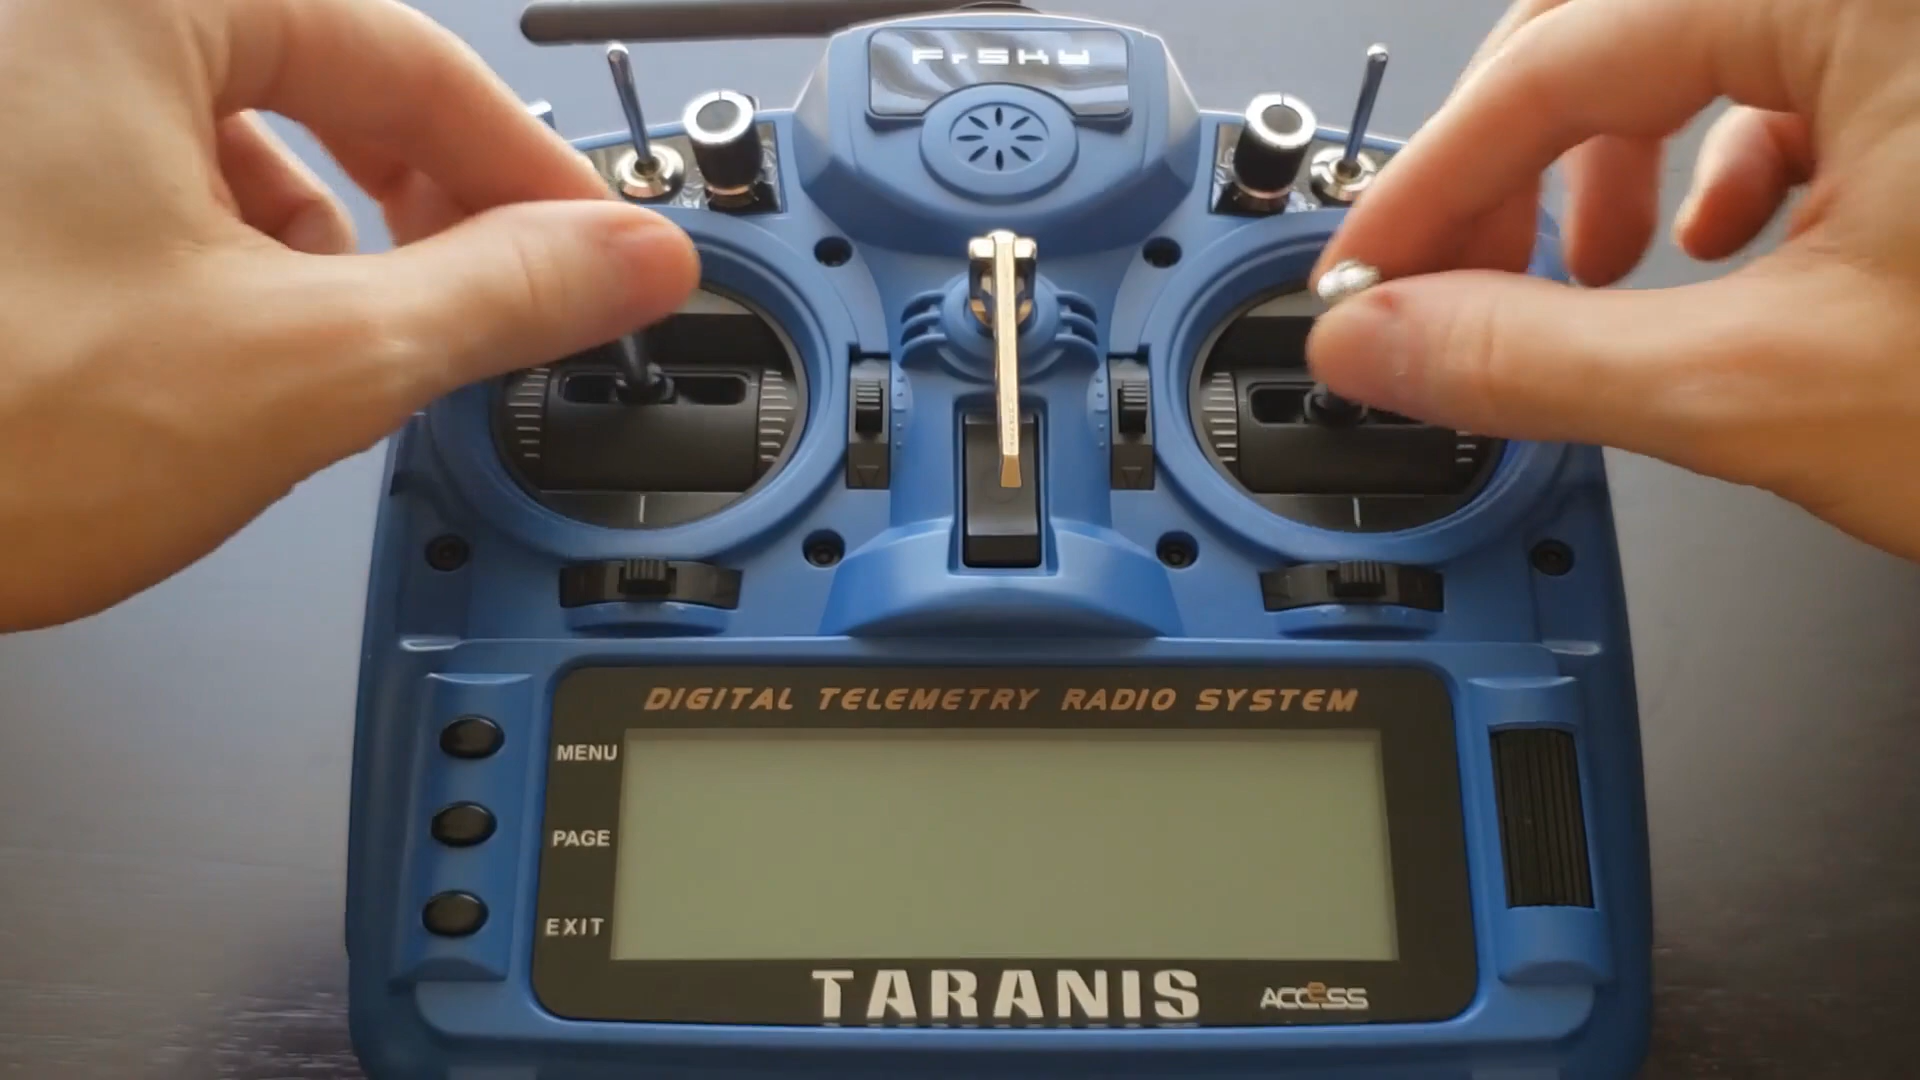 FrSKY
DIGITAL TELEMETRY RADIO SYSTEM
MENU
PAGE
EXIT
TARANIS
ACCeSS